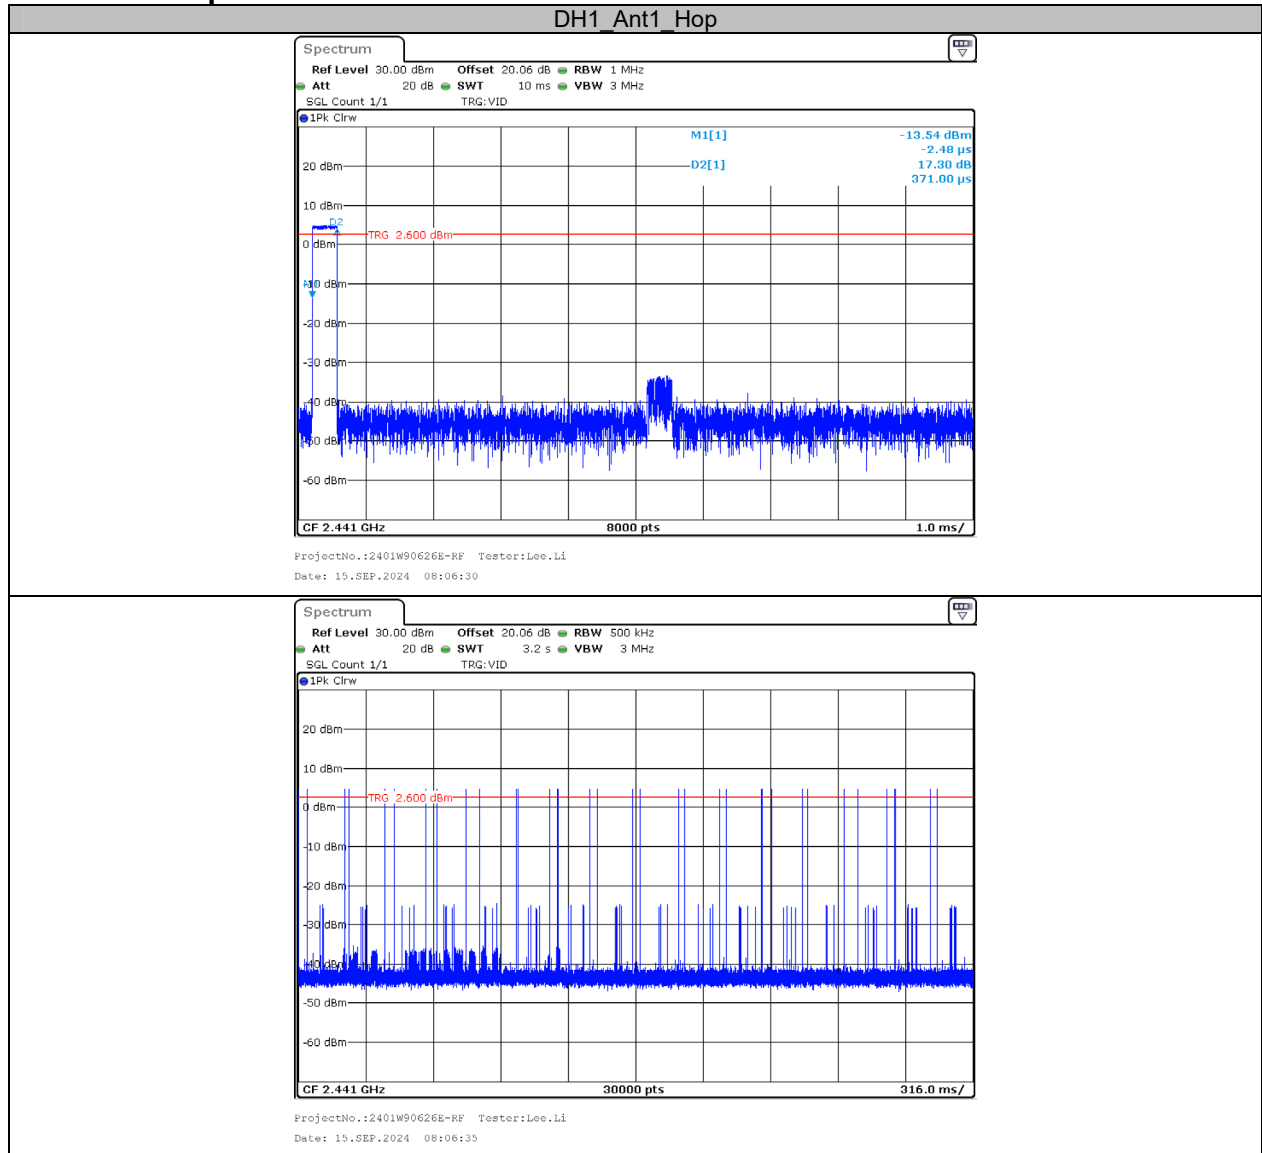 DH1_Ant1_Hop
Spectrum
Ref Level 30.00 dBm Offset 20.06 dB RBW 1 MHz
Att 20 dB SWT 10 ms VBW 3 MHz
SGL Count 1/1 TRG:VID
1Pk Clrw
M1[1] -13.54 dBm
-2.48 µs
20 dBm D2[1] 17.30 dB
371.00 µs
10 dBm
D2
TRG 2.600 dBm
0 dBm
-20 dBm
-30 dBm
-40 dBm
-50 dBm
-60 dBm
CF 2.441 GHz 8000 pts 1.0 ms/
ProjectNo.:2401W90626E-RF Tester:Lee.Li
Date: 15.SEP.2024 08:06:30
Spectrum
Ref Level 30.00 dBm Offset 20.06 dB RBW 500 kHz
Att 20 dB SWT 3.2 s VBW 3 MHz
SGL Count 1/1 TRG:VID
1Pk Clrw
20 dBm
10 dBm
TRG 2.600 dBm
0 dBm
-10 dBm
-20 dBm
-30 dBm
-40 dBm
-50 dBm
-60 dBm
CF 2.441 GHz 30000 pts 316.0 ms/
ProjectNo.:2401W90626E-RF Tester:Lee.Li
Date: 15.SEP.2024 08:06:35